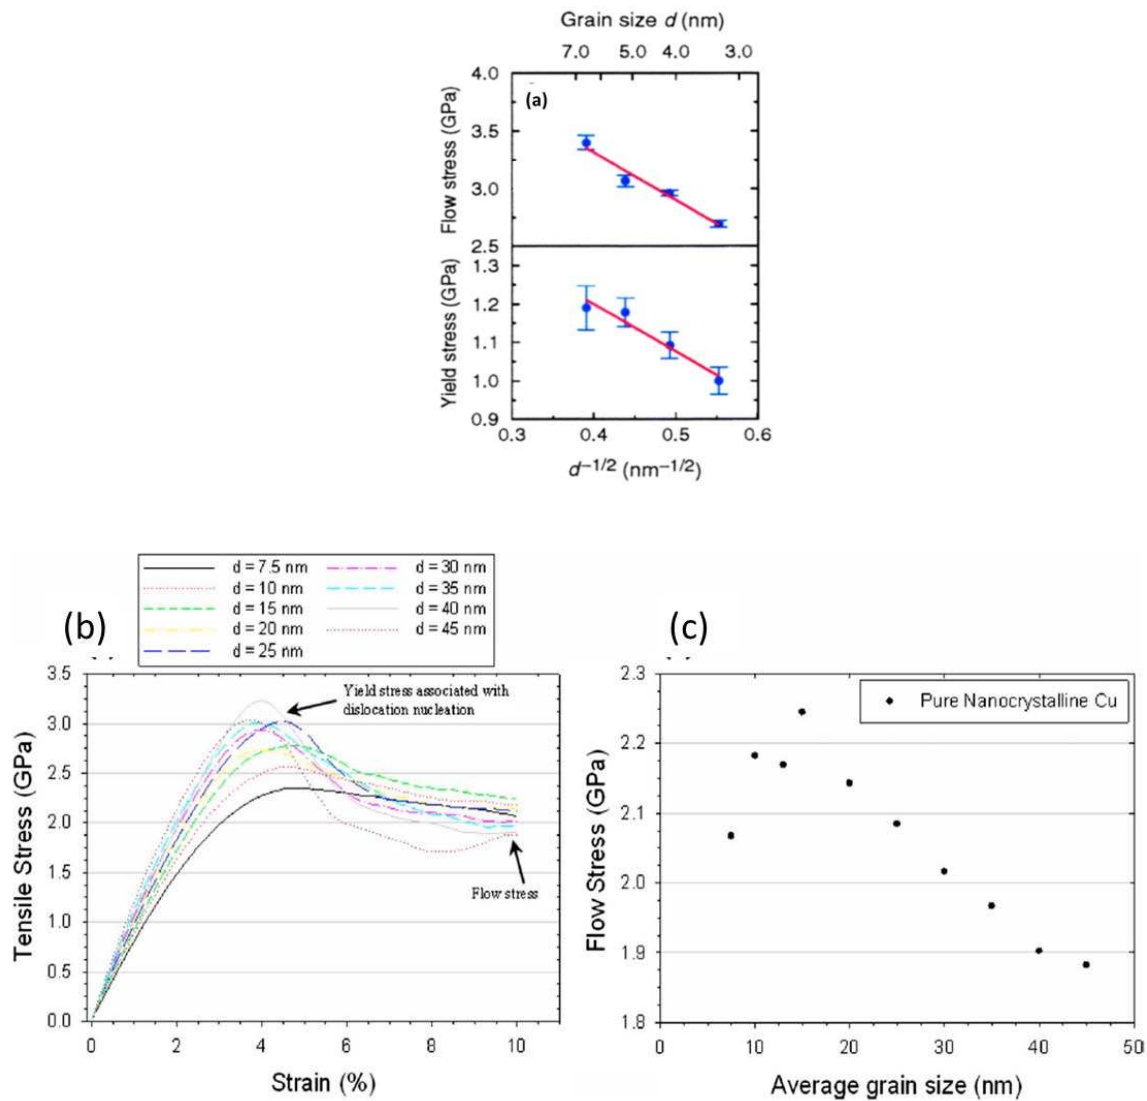 Grain size d (nm)
7.0 5.0 4.0 3.0
(a)
4.0
3.5
3.0
2.5
Flow stress (GPa)
1.3
1.2
1.1
1.0
0.9
Yield stress (GPa)
0.3 0.4 0.5 0.6
d–1/2 (nm–1/2)
(b)
d = 7.5 nm d = 30 nm
d = 10 nm d = 35 nm
d = 15 nm d = 40 nm
d = 20 nm d = 45 nm
d = 25 nm
3.5
3.0
2.5
2.0
1.5
1.0
0.5
0.0
Tensile Stress (GPa)
Yield stress associated with
dislocation nucleation
Flow stress
0 2 4 6 8 10
Strain (%)
(c)
2.3
2.2
2.1
2.0
1.9
1.8
Flow Stress (GPa)
Pure Nanocrystalline Cu
0 10 20 30 40 50
Average grain size (nm)